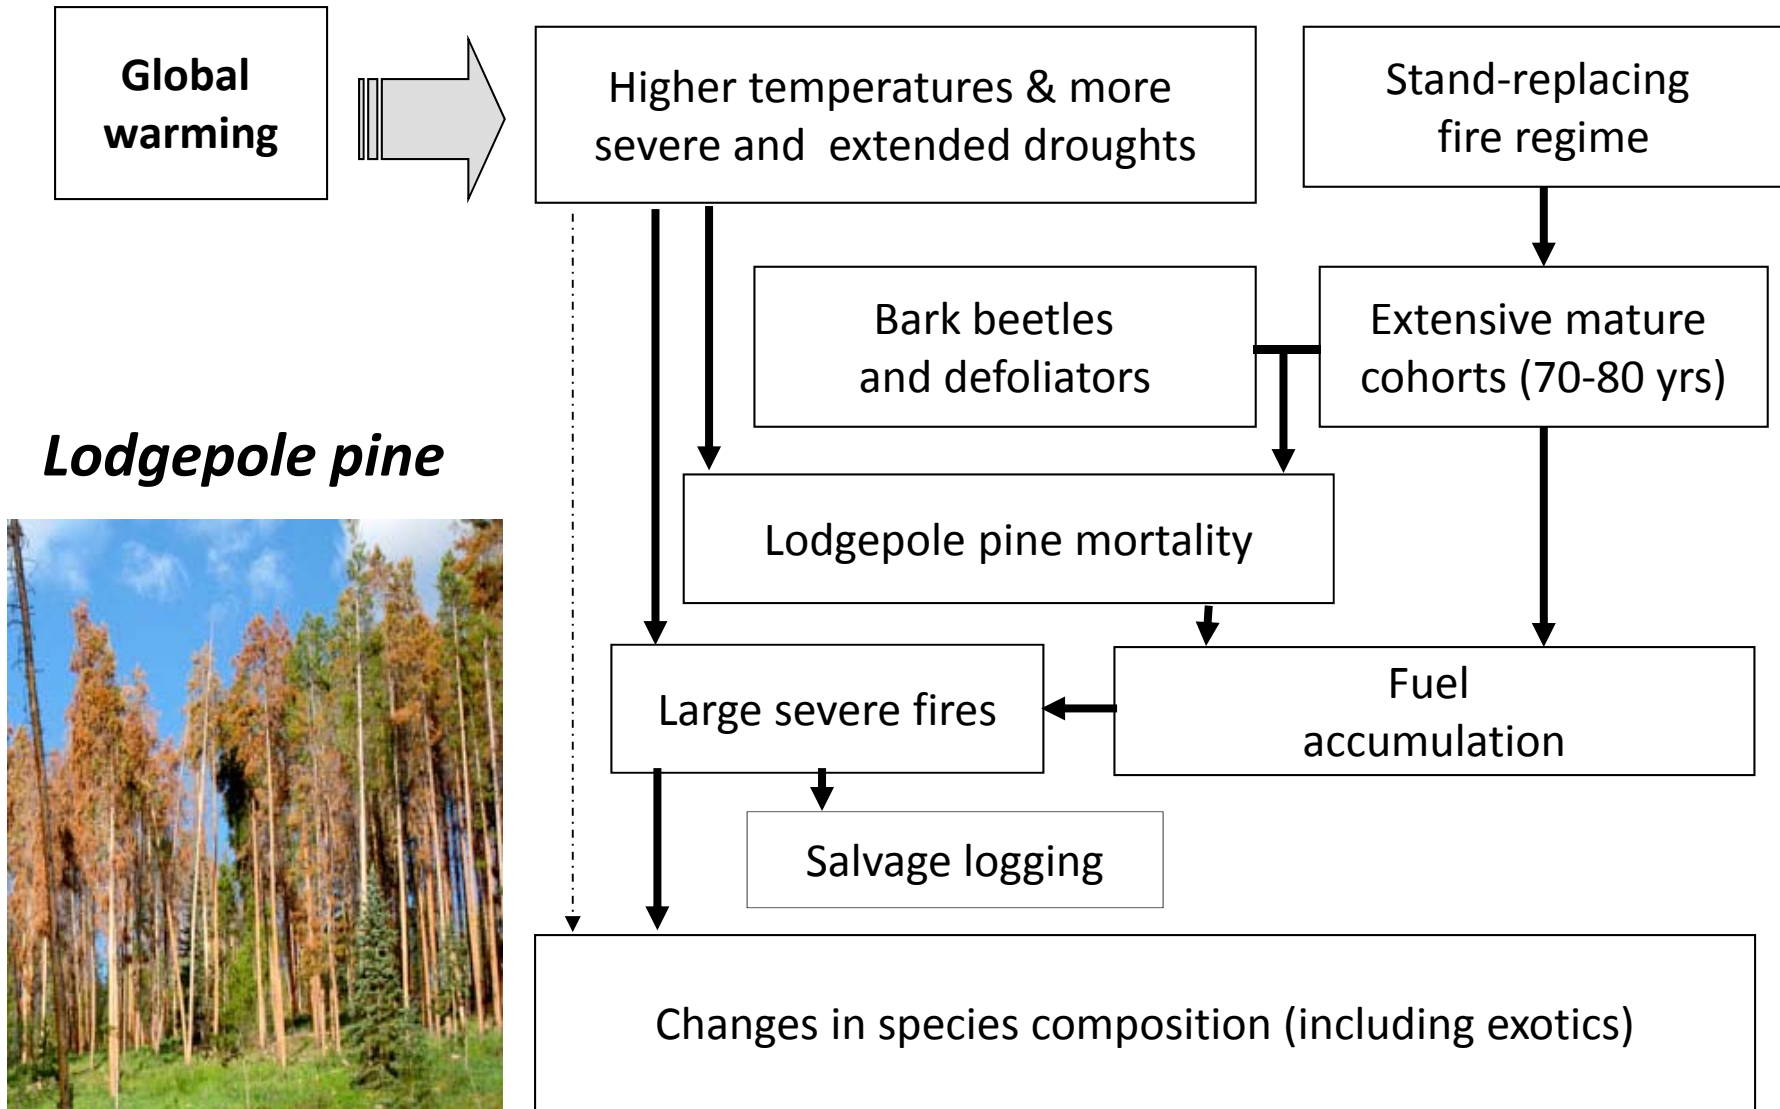 Global
warming
Higher temperatures & more
severe and  extended droughts
Stand-replacing
fire regime
Bark beetles
and defoliators
Extensive mature
cohorts (70-80 yrs)
Lodgepole pine
Lodgepole pine mortality
Large severe fires
Fuel
accumulation
Salvage logging
Changes in species composition (including exotics)